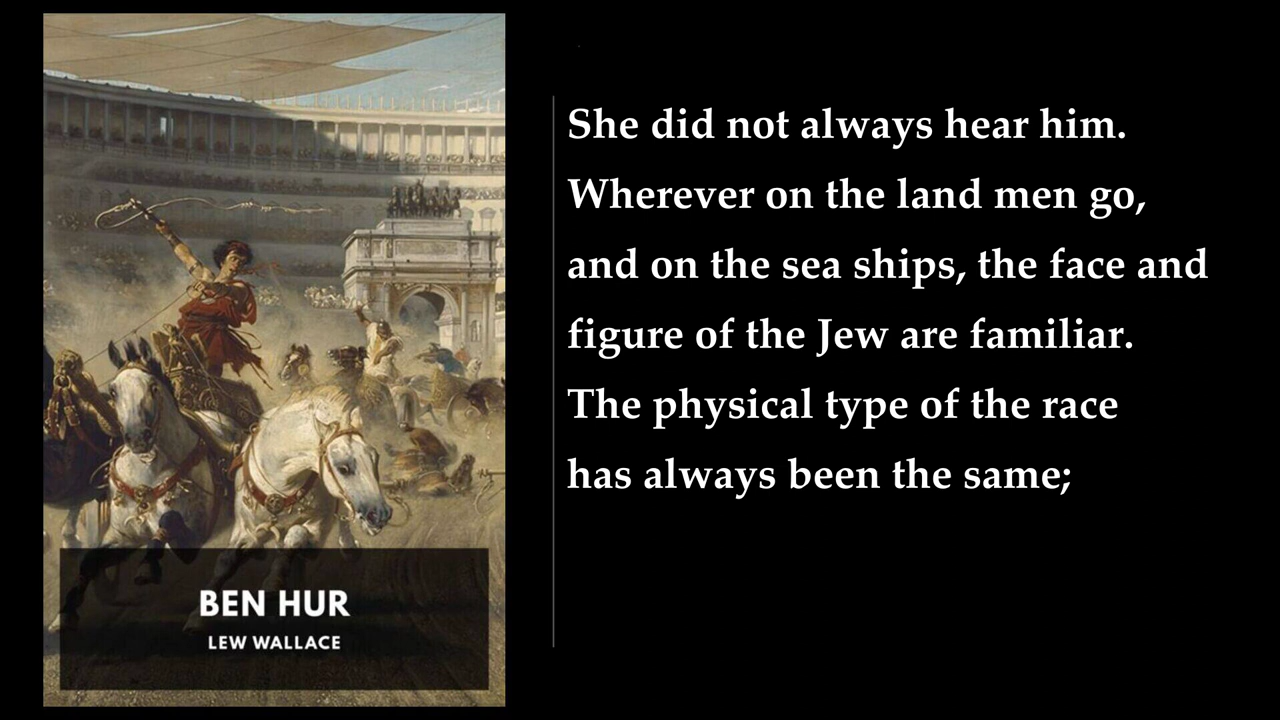 BEN HUR
LEW WALLACE
She did not always hear him.
Wherever on the land men go,
and on the sea ships, the face and
figure of the Jew are familiar.
The physical type of the race
has always been the same;